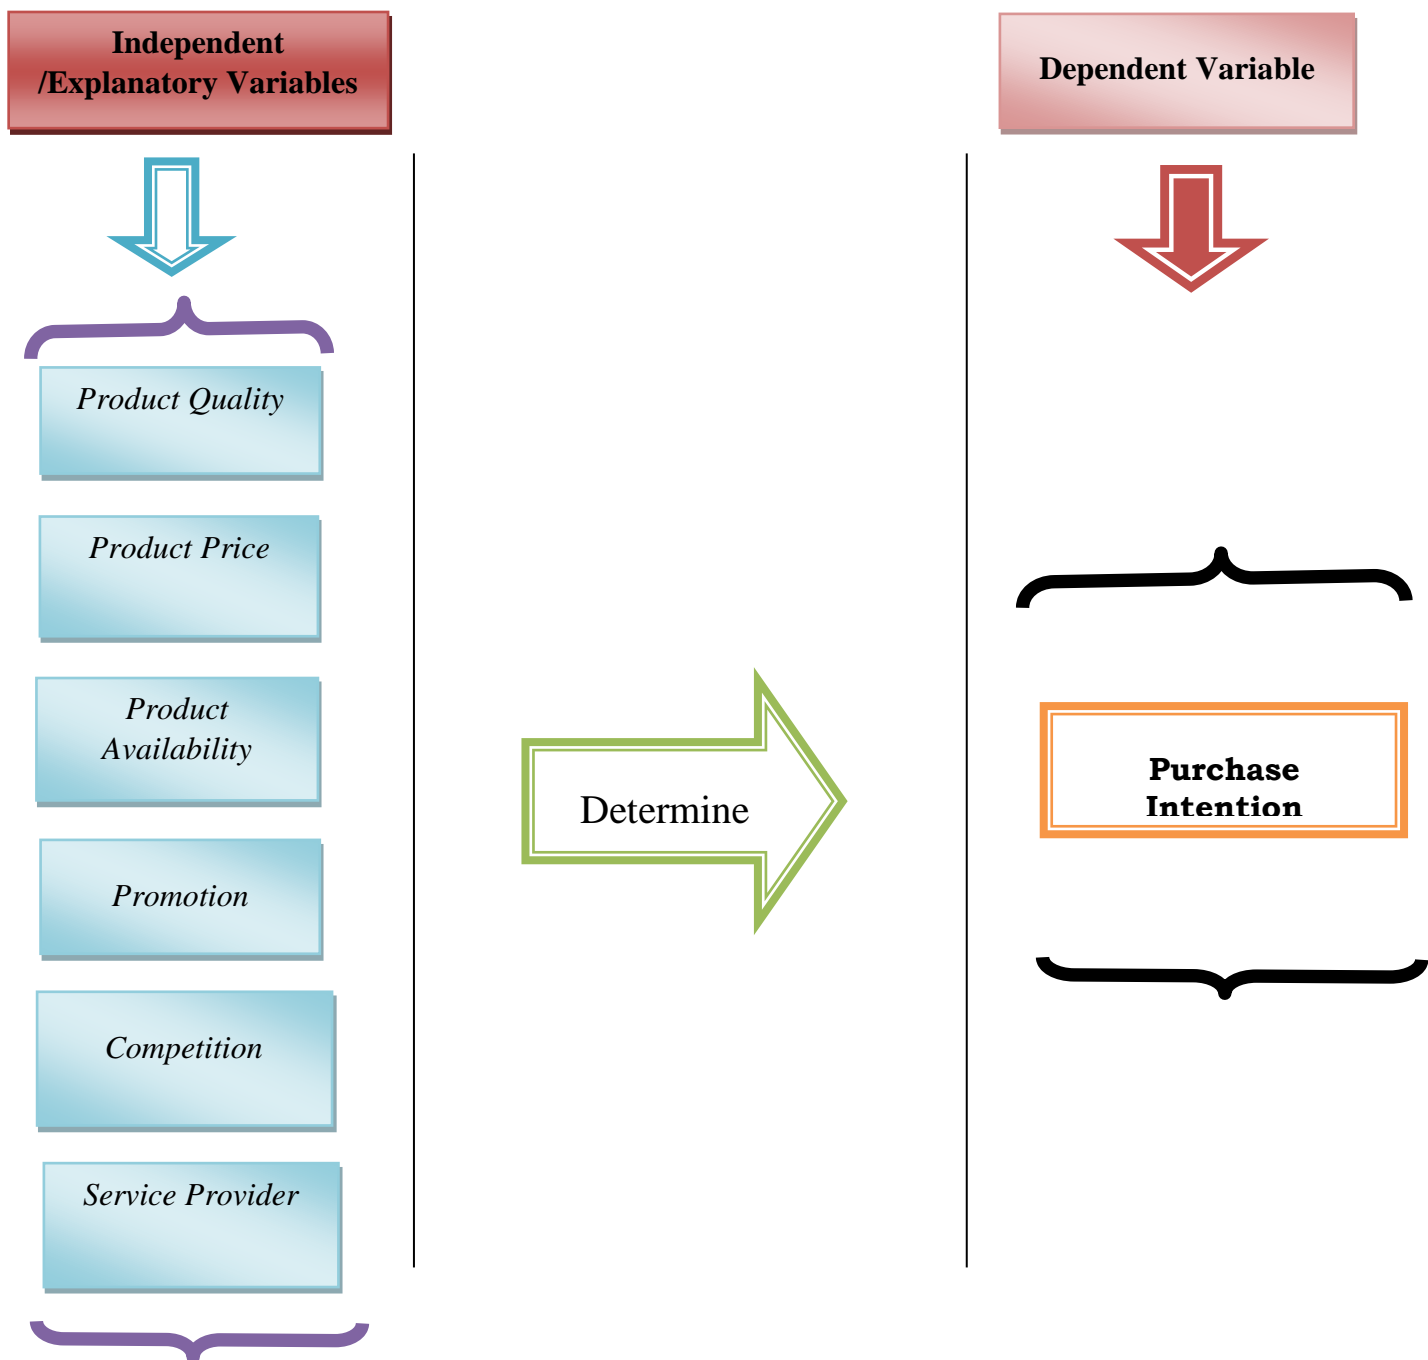 Independent
/Explanatory Variables
Dependent Variable
Product Quality
Product Price
Product
Availability
Promotion
Competition
Service Provider
Determine
Purchase
Intention